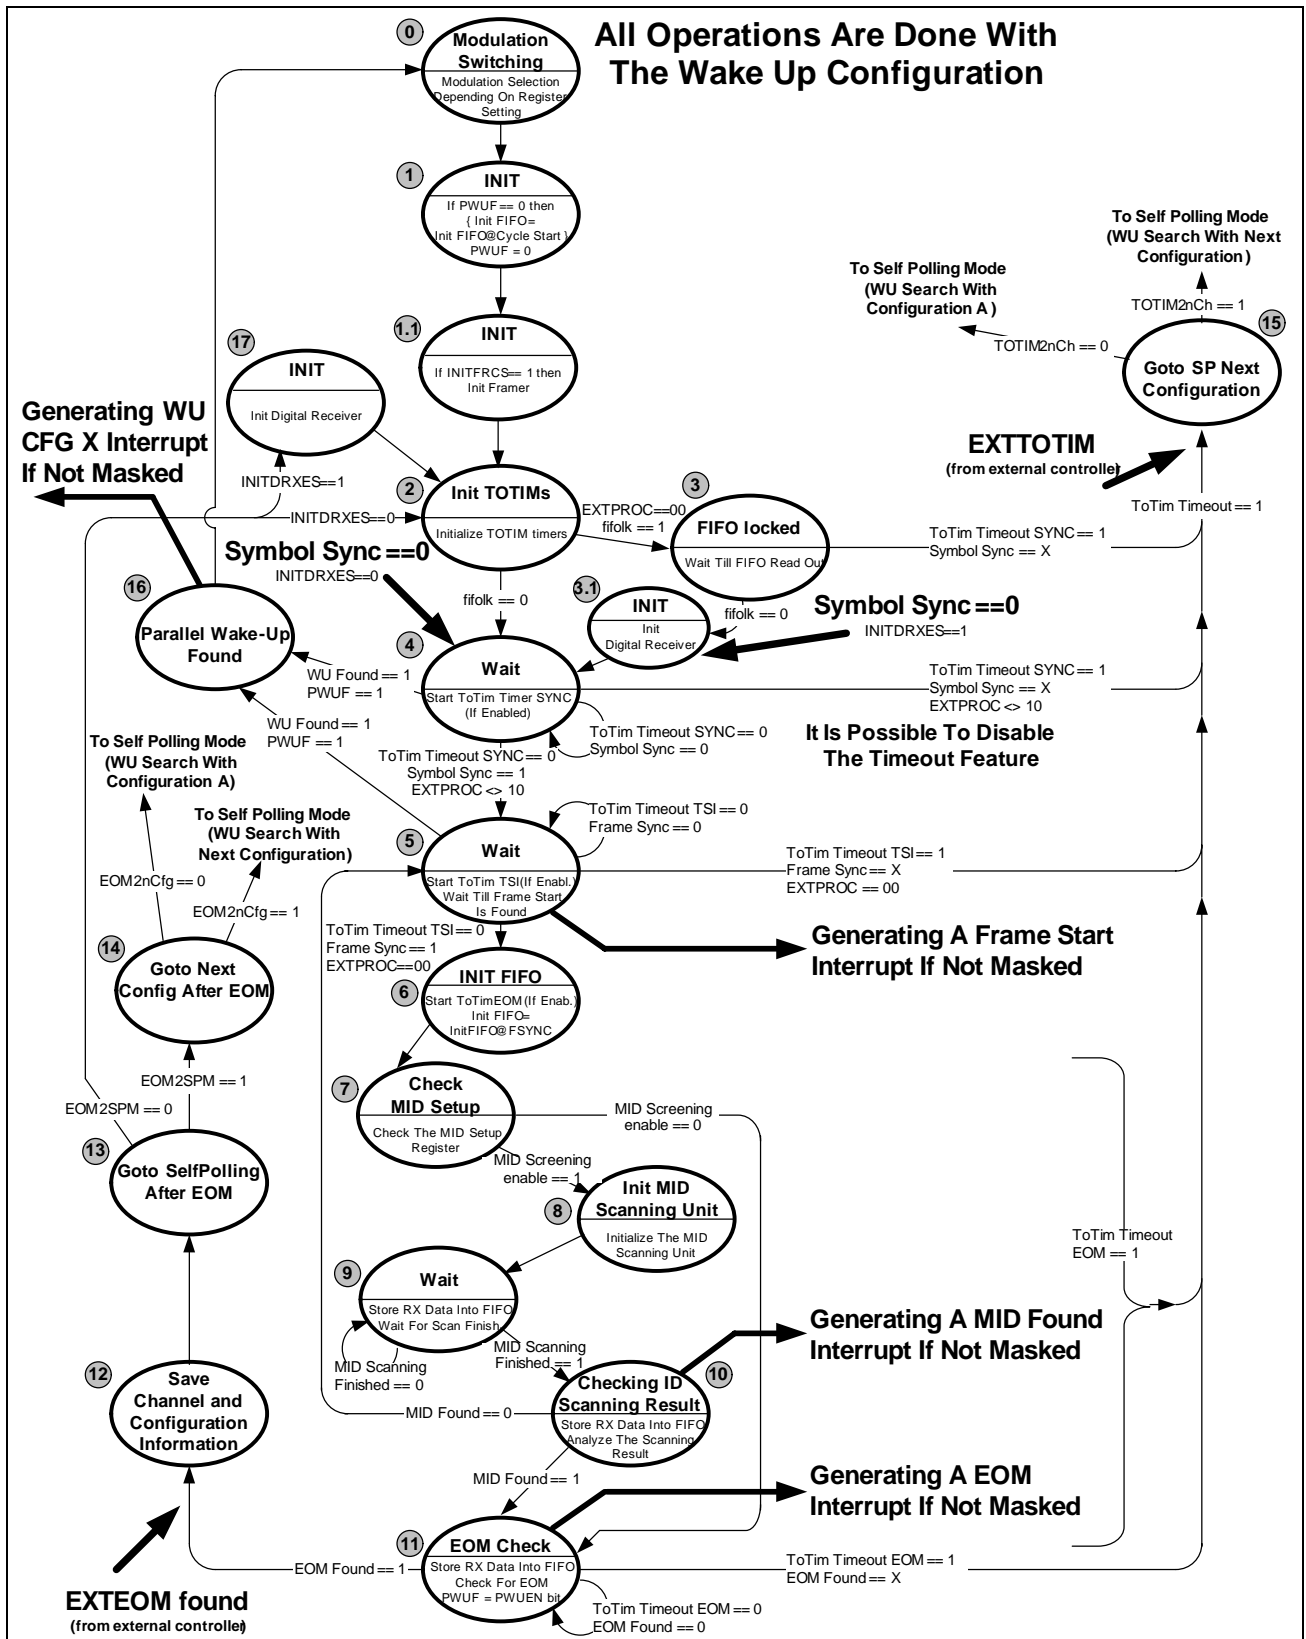 0
Modulation
Switching
Modulation Selection
Depending On Register
Setting
All Operations Are Done With
The Wake Up Configuration
1
INIT
If PWUF == 0 then
{ Init FIFO =
Init FIFO@Cycle Start }
PWUF = 0
To Self Polling Mode
(WU Search With Next
Configuration)
To Self Polling Mode
(WU Search With
Configuration A)
TOTIM2nCh == 1
15
TOTIM2nCh == 0
Goto SP Next
Configuration
1.1
INIT
If INITFRCS == 1 then
Init Framer
17
INIT
Init Digital Receiver
Generating WU
CFG X Interrupt
If Not Masked
EXTTOTIM
(from external controller)
INITDRXES==1
2
Init TOTIMs
Initialize TOTIM timers
INITDRXES==0
EXTPROC==00
fifolk == 1
3
FIFO locked
Wait Till FIFO Read Out
ToTim Timeout == 1
ToTim Timeout SYNC == 1
Symbol Sync == X
Symbol Sync ==0
INITDRXES==0
16
Parallel Wake-Up
Found
fifolk == 0
3.1
INIT
Init
Digital Receiver
fifolk == 0
Symbol Sync ==0
INITDRXES==1
4
Wait
Start ToTim Timer SYNC
(If Enabled)
WU Found == 1
PWUF == 1
ToTim Timeout SYNC == 1
Symbol Sync == X
EXTPROC <> 10
WU Found == 1
PWUF == 1
ToTim Timeout SYNC == 0
Symbol Sync == 0
It Is Possible To Disable
The Timeout Feature
To Self Polling Mode
(WU Search With
Configuration A)
ToTim Timeout SYNC == 0
Symbol Sync == 1
EXTPROC <> 10
To Self Polling Mode
(WU Search With
Next Configuration)
ToTim Timeout TSI == 0
Frame Sync == 0
5
Wait
Start ToTim TSI (If Enabl.)
Wait Till Frame Start
Is Found
ToTim Timeout TSI == 1
Frame Sync == X
EXTPROC == 00
EOM2nCfg == 0
EOM2nCfg == 1
ToTim Timeout TSI == 0
Frame Sync == 1
EXTPROC==00
Generating A Frame Start
Interrupt If Not Masked
14
Goto Next
Config After EOM
6
INIT FIFO
Start ToTimEOM (If Enab.)
Init FIFO =
InitFIFO@FSYNC
EOM2SPM == 1
EOM2SPM == 0
7
Check
MID Setup
Check The MID Setup
Register
MID Screening
enable == 0
13
Goto SelfPolling
After EOM
MID Screening
enable == 1
8
Init MID
Scanning Unit
Initialize The MID
Scanning Unit
ToTim Timeout
EOM == 1
9
Wait
Store RX Data Into FIFO
Wait For Scan Finish
Generating A MID Found
Interrupt If Not Masked
MID Scanning
Finished == 0
MID Scanning
Finished == 1
12
Save
Channel and
Configuration
Information
10
Checking ID
Scanning Result
Store RX Data Into FIFO
Analyze The Scanning
Result
MID Found == 0
MID Found == 1
Generating A EOM
Interrupt If Not Masked
11
EOM Check
Store RX Data Into FIFO
Check For EOM
PWUF = PWUEN bit
EOM Found == 1
ToTim Timeout EOM == 1
EOM Found == X
EXTEOM found
(from external controller)
ToTim Timeout EOM == 0
EOM Found == 0